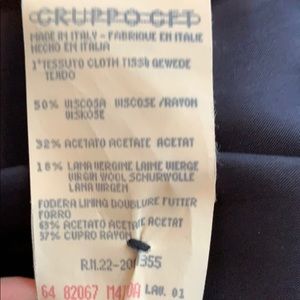 GRUPPO GFT
MADE IN ITALY - FABRIQUE EN ITALIE
HECHO EN ITALIA
1°TESSUTO CLOTH TISSU GEWEDE
TEJIDO
50% VISCOSA VISCOSE/RAYON
VISKOSE
32% ACETATO ACETATE ACETAT
18% LANA VERGINE LAINE VIERGE
VIRGIN WOOL SCHURWOLLE
LANA VIRGEN
FODERA LINING DOUBLURE FUTTER
FORRO
63% ACETATO ACETATE ACETAT
37% CUPRO RAYON
64 82067 LAV. 01